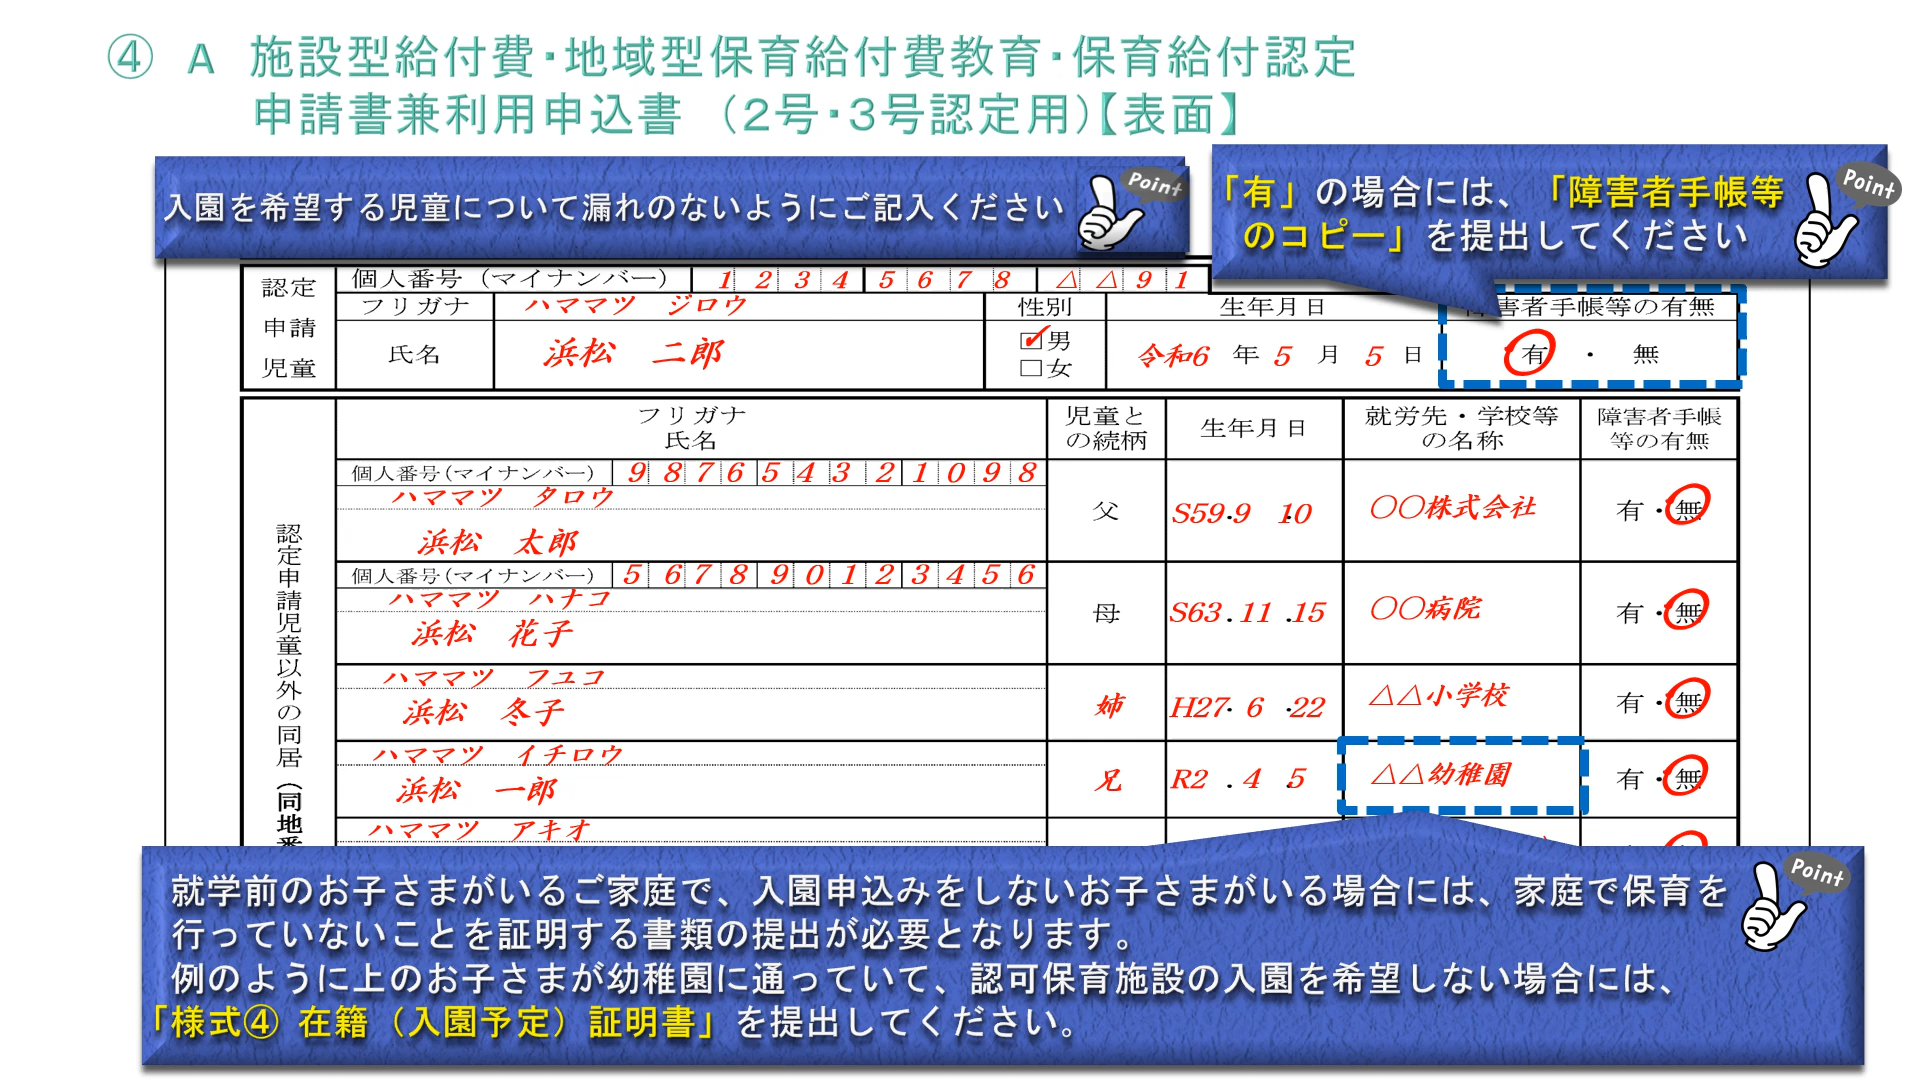 ④ A 施設型給付費・地域型保育給付費教育・保育給付認定
申請書兼利用申込書 （２号・３号認定用）【表面】
入園を希望する児童について漏れのないようにご記入ください
Point
「有」の場合には、「障害者手帳等
のコピー」を提出してください
Point
認定
申請
児童
個人番号（マイナンバー） 1 2 3 4 5 6 7 8 △ △ 9 1
フリガナ ハママツ ジロウ 性別 生年月日 害者手帳等の有無
氏名 浜松 二郎 ☑男 令和6 年 5 月 5 日 有 ・ 無
□女
フリガナ
氏名
児童と
の続柄
生年月日
就労先・学校等
の名称
障害者手帳
等の有無
認定申請児童以外の同居（同地番
個人番号(マイナンバー) 9 8 7 6 5 4 3 2 1 0 9 8
ハママツ タロウ
浜松 太郎 父 S59.9 .10 〇〇株式会社 有・無
個人番号(マイナンバー) 5 6 7 8 9 0 1 2 3 4 5 6
ハママツ ハナコ
浜松 花子 母 S63.11.15 〇〇病院 有・無
ハママツ フユコ
浜松 冬子 姉 H27.6 .22 △△小学校 有・無
ハママツ イチロウ
浜松 一郎 兄 R2 .4 .5 △△幼稚園 有・無
ハママツ アキオ
就学前のお子さまがいるご家庭で、入園申込みをしないお子さまがいる場合には、家庭で保育を
行っていないことを証明する書類の提出が必要となります。
例のように上のお子さまが幼稚園に通っていて、認可保育施設の入園を希望しない場合には、
「様式④ 在籍（入園予定）証明書」を提出してください。
Point